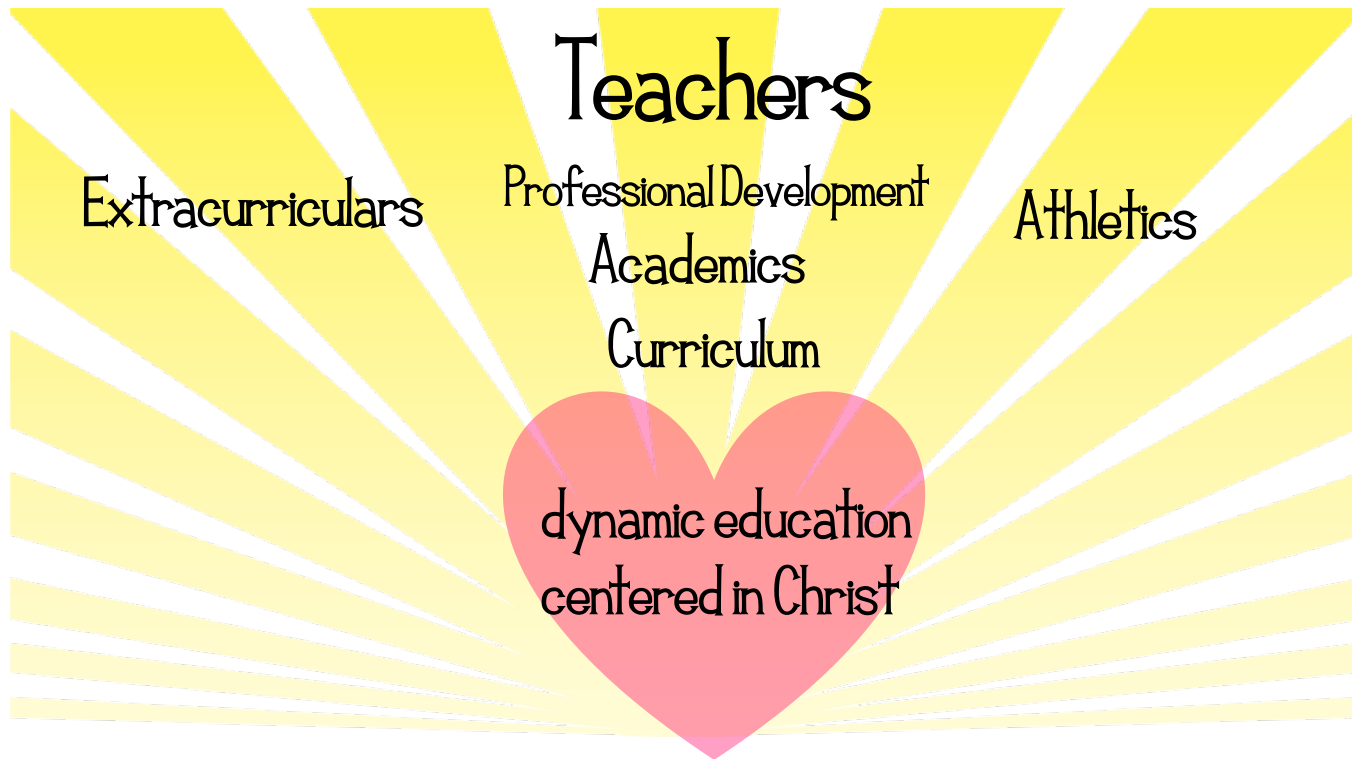 Teachers
Professional Development
Extracurriculars
Athletics
Academics
Curriculum
dynamic education
centered in Christ